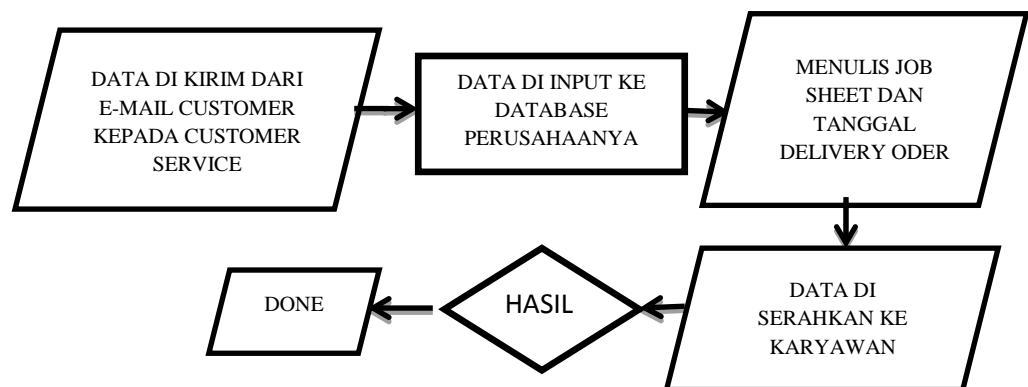 DATA DI KIRIM DARI
E-MAIL CUSTOMER
KEPADA CUSTOMER
SERVICE
DATA DI INPUT KE
DATABASE
PERUSAHAANYA
MENULIS JOB
SHEET DAN
TANGGAL
DELIVERY ODER
DATA DI
SERAHKAN KE
KARYAWAN
HASIL
DONE